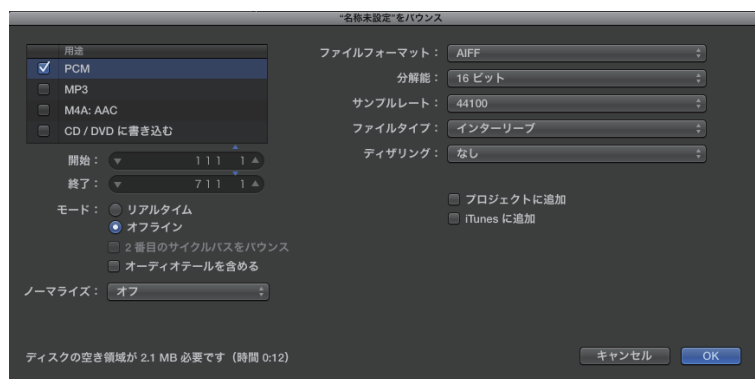 "名称未設定"をバウンス
用途
PCM
MP3
M4A: AAC
CD / DVD に書き込む
開始： 1 1 1 1
終了： 7 1 1 1
モード： リアルタイム
オフライン
2 番目のサイクルパスをバウンス
オーディオテールを含める
ノーマライズ： オフ
ファイルフォーマット： AIFF
分解能： 16 ビット
サンプルレート： 44100
ファイルタイプ： インターリーブ
ディザリング： なし
プロジェクトに追加
iTunes に追加
ディスクの空き領域が 2.1 MB 必要です（時間 0:12）
キャンセル
OK